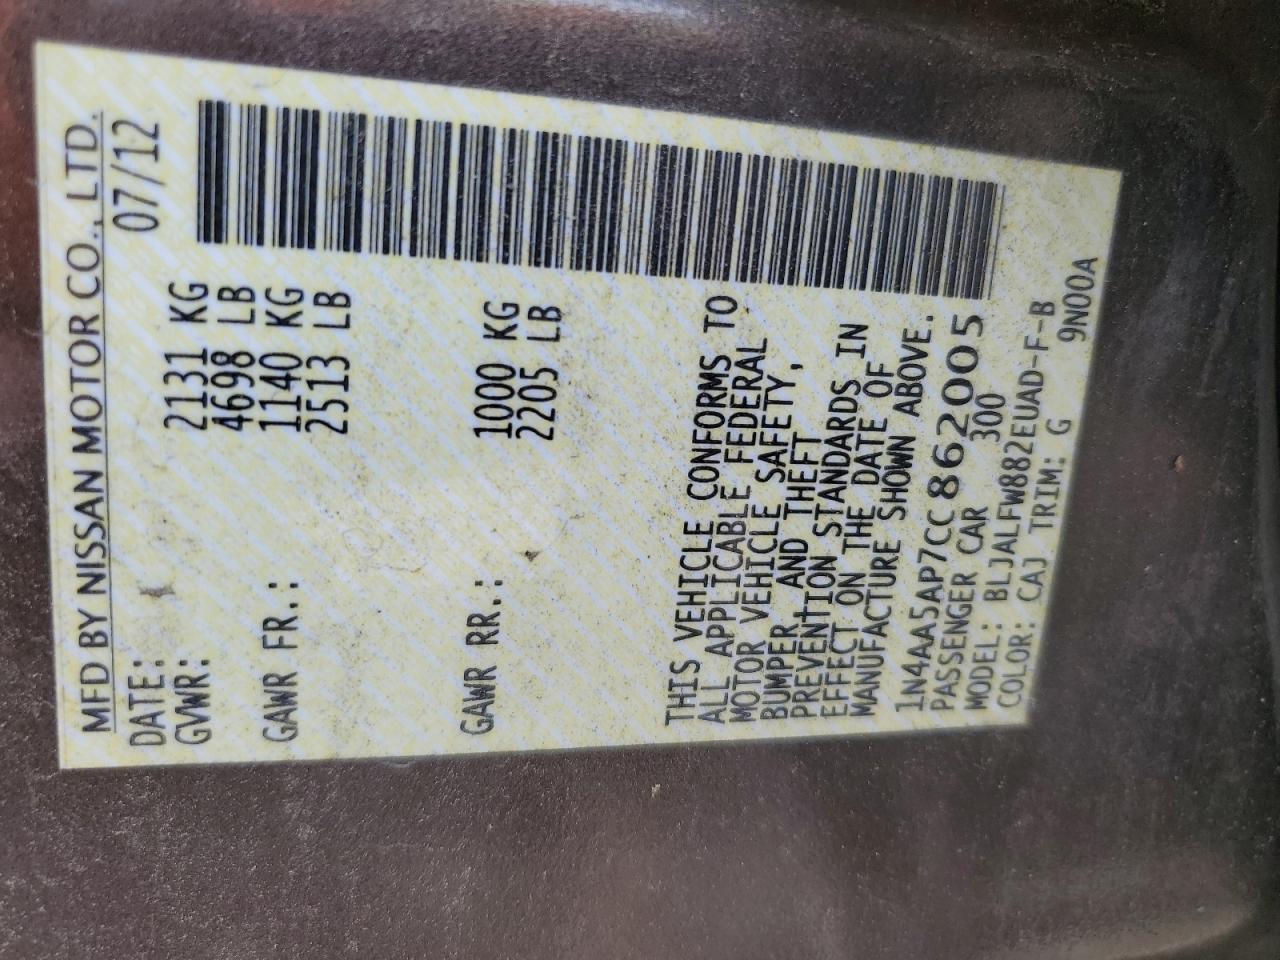 MFD BY NISSAN MOTOR CO., LTD.
DATE: 07/12
GVWR: 2131 KG
4698 LB
GAWR FR.: 1140 KG
2513 LB
GAWR RR.: 1000 KG
2205 LB
THIS VEHICLE CONFORMS TO
ALL APPLICABLE FEDERAL
MOTOR VEHICLE SAFETY,
BUMPER AND THEFT
PREVENTION STANDARDS IN
EFFECT ON THE DATE OF
MANUFACTURE SHOWN ABOVE.
1N4AA5AP7CC862005
PASSENGER CAR 300
MODEL: BLJALFW882EUAD-F-B
COLOR: CAJ TRIM: G 9N00A